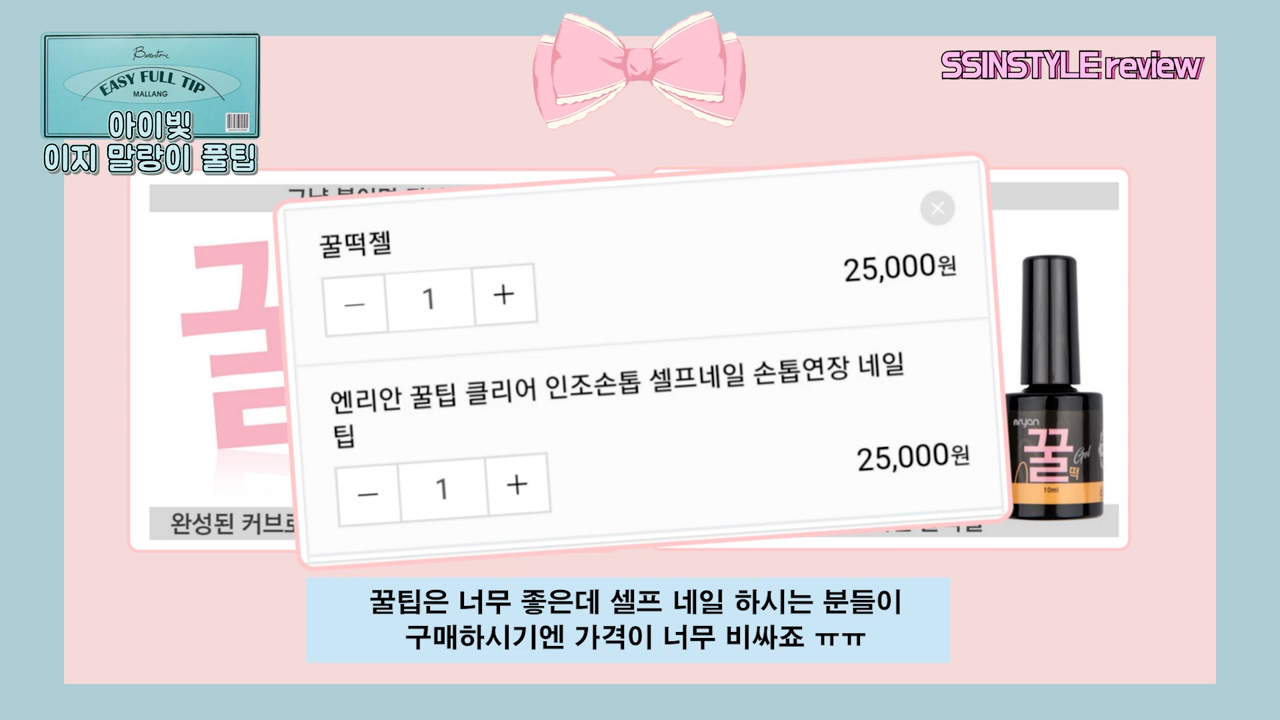 EASY FULL TIP
MALLANG
아이빛
이지 말랑이 풀팁
SSINSTYLE review
꿀떡젤
25,000원
1
엔리안 꿀팁 클리어 인조손톱 셀프네일 손톱연장 네일
팁
25,000원
1
nryan
꿀
Gel
떡
10ml
완성된 커브로
꿀팁은 너무 좋은데 셀프 네일 하시는 분들이
구매하시기엔 가격이 너무 비싸죠 ㅠㅠ